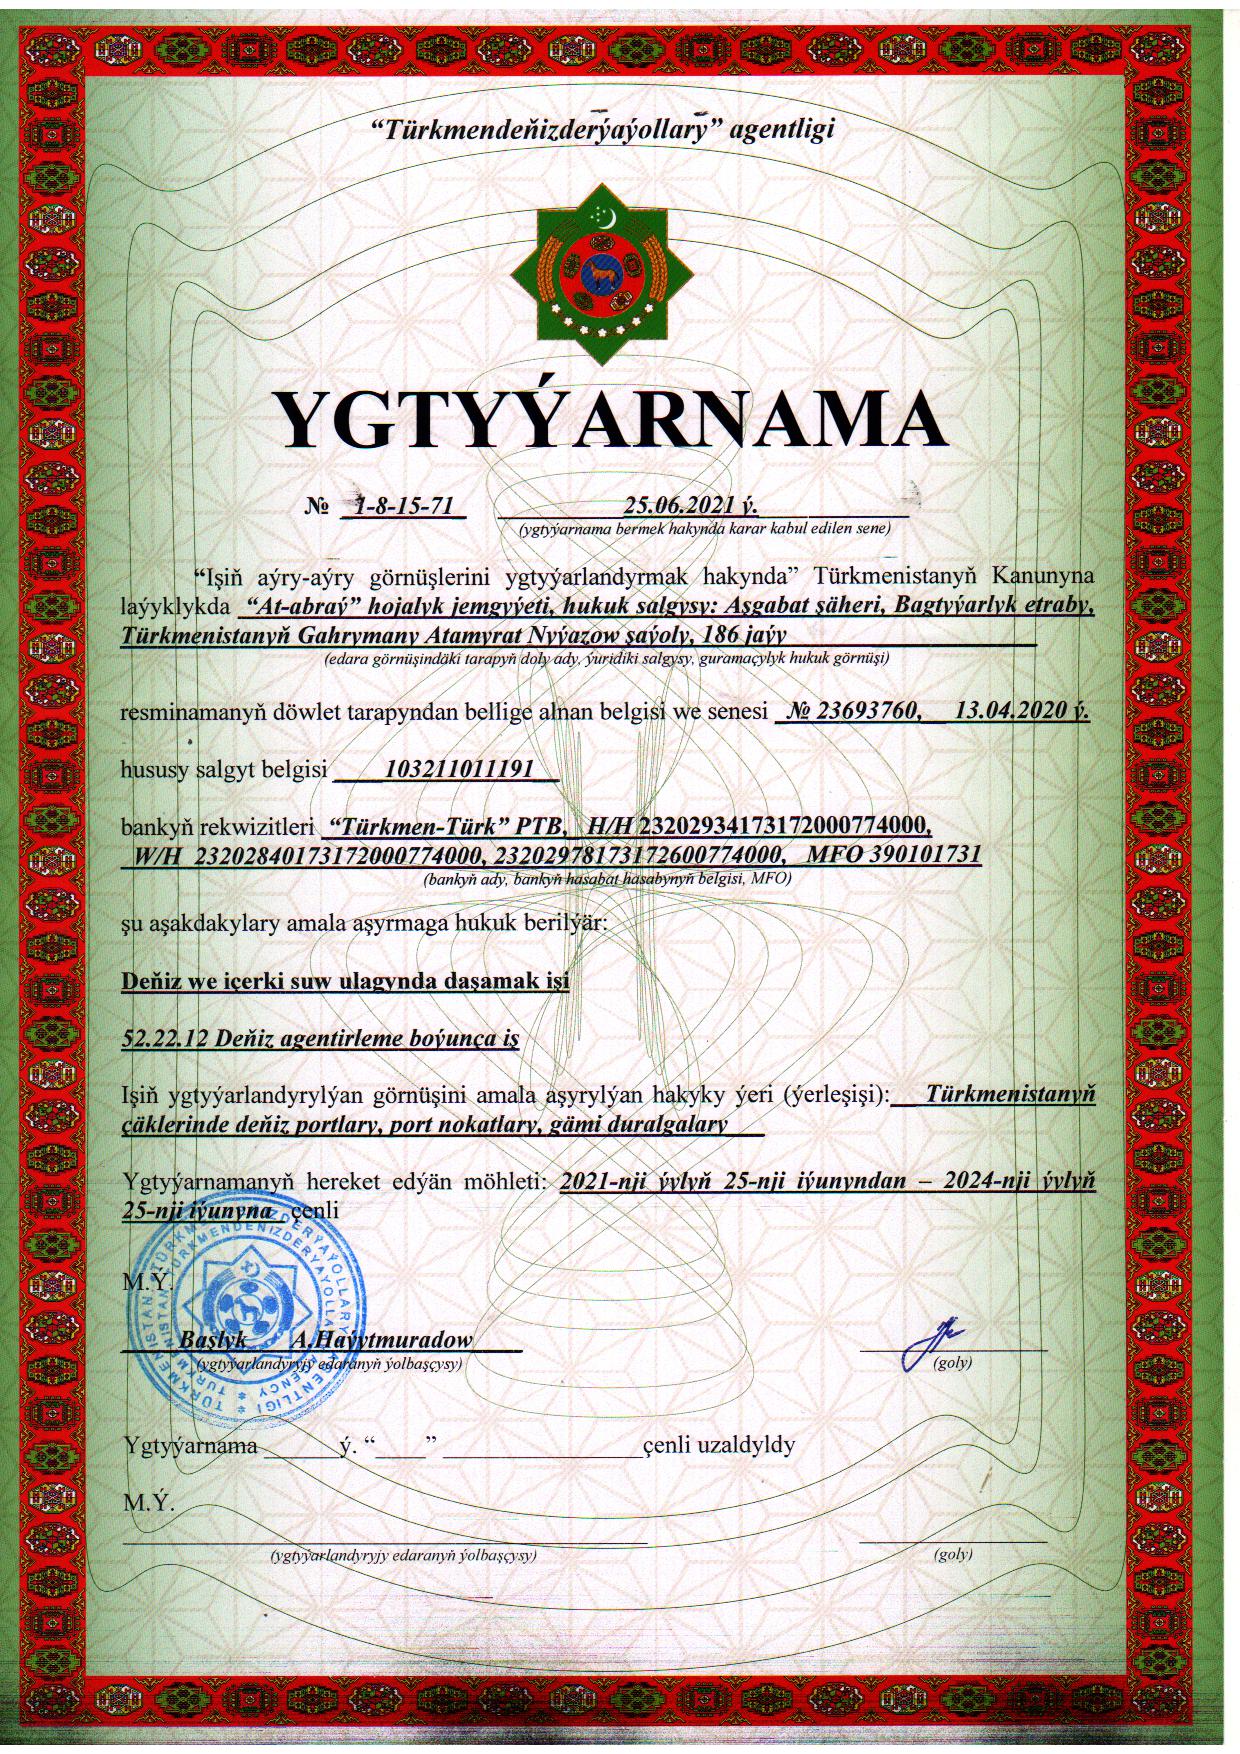 “Türkmendeňizderýaýollary” agentligi
YGTYÝARNAMA
№ 1-8-15-71 25.06.2021 ý.
(ygtyýarnama bermek hakynda karar kabul edilen sene)
“Işiň aýry-aýry görnüşlerini ygtyýarlandyrmak hakynda” Türkmenistanyň Kanunyna
laýyklykda “At-abraý” hojalyk jemgyýeti, hukuk salgysy: Aşgabat şäheri, Bagtyýarlyk etraby,
Türkmenistanyň Gahrymany Atamyrat Nyýazow şaýoly, 186 jaýy
(edara görnüşindäki tarapyň doly ady, ýuridiki salgysy, guramaçylyk hukuk görnüşi)
resminamanyň döwlet tarapyndan bellige alnan belgisi we senesi № 23693760, 13.04.2020 ý.
hususy salgyt belgisi 103211011191
bankyň rekwizitleri “Türkmen-Türk” PTB, H/H 23202934173172000774000,
W/H 23202840173172000774000, 23202978173172600774000, MFO 390101731
(bankyň ady, bankyň hasabat hasabynyň belgisi, MFO)
şu aşakdakylary amala aşyrmaga hukuk berilýär:
Deňiz we içerki suw ulagynda daşamak işi
52.22.12 Deňiz agentirleme boýunça iş
Işiň ygtyýarlandyrylýan görnüşini amala aşyrylýan hakyky ýeri (ýerleşişi): Türkmenistanyň
çäklerinde deňiz portlary, port nokatlary, gämi duralgalary
Ygtyýarnamanyň hereket edýän möhleti: 2021-nji ýylyň 25-nji iýunyndan – 2024-nji ýylyň
25-nji iýunyna çenli
M.Ý.
Başlyk A.Haýytmuradow
(ygtyýarlandyryjy edaranyň ýolbaşçysy) (goly)
Ygtyýarnama ______ý. “____” ________________çenli uzaldyldy
M.Ý.
(ygtyýarlandyryjy edaranyň ýolbaşçysy) (goly)